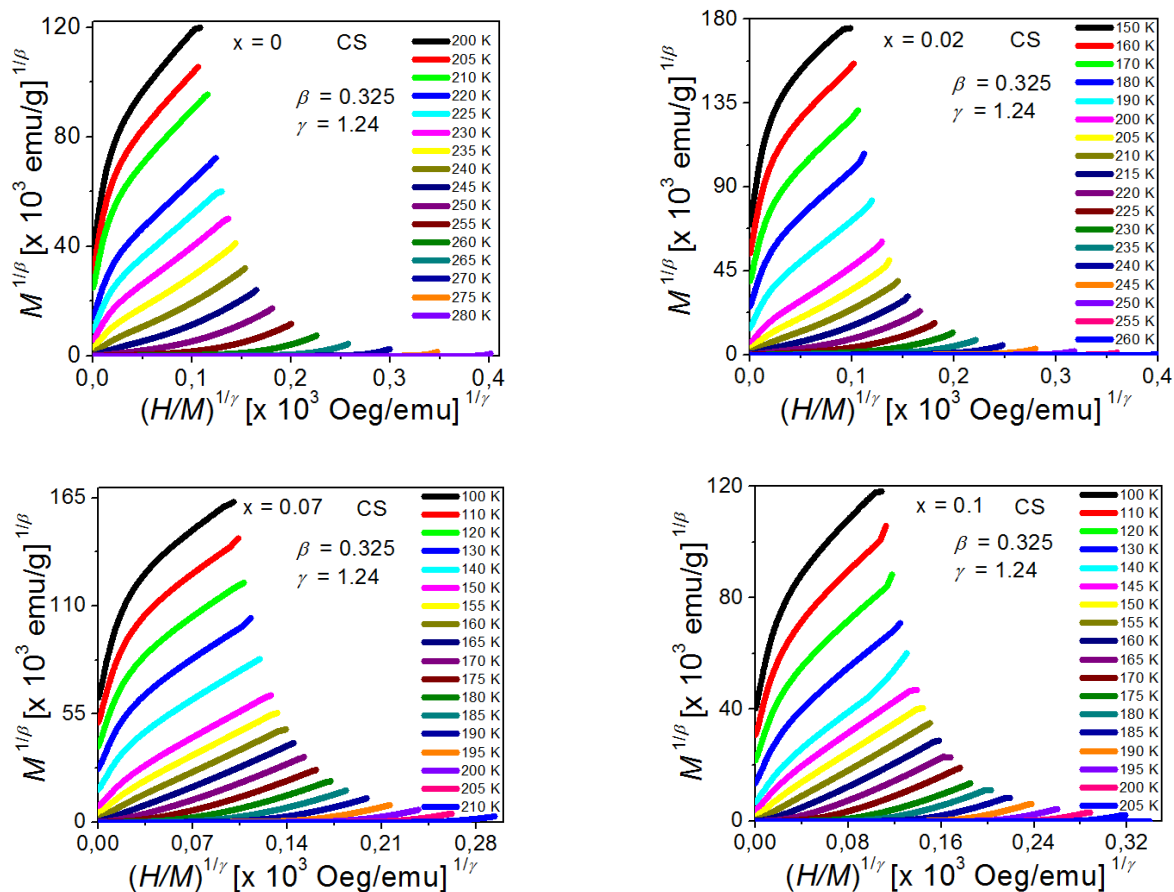 x = 0 CS
β = 0.325
γ = 1.24
200 K
205 K
210 K
220 K
225 K
230 K
235 K
240 K
245 K
250 K
255 K
260 K
265 K
270 K
275 K
280 K
120
80
40
0
M^{1/β} [x 10^3 emu/g]^{1/β}
0,0 0,1 0,2 0,3 0,4
(H/M)^{1/γ} [x 10^3 Oeg/emu]^{1/γ}
x = 0.02 CS
β = 0.325
γ = 1.24
150 K
160 K
170 K
180 K
190 K
200 K
205 K
210 K
215 K
220 K
225 K
230 K
235 K
240 K
245 K
250 K
255 K
260 K
180
135
90
45
0
M^{1/β} [x 10^3 emu/g]^{1/β}
0,0 0,1 0,2 0,3 0,4
(H/M)^{1/γ} [x 10^3 Oeg/emu]^{1/γ}
x = 0.07 CS
β = 0.325
γ = 1.24
100 K
110 K
120 K
130 K
140 K
150 K
155 K
160 K
165 K
170 K
175 K
180 K
185 K
190 K
195 K
200 K
205 K
210 K
165
110
55
0
M^{1/β} [x 10^3 emu/g]^{1/β}
0,00 0,07 0,14 0,21 0,28
(H/M)^{1/γ} [x 10^3 Oeg/emu]^{1/γ}
x = 0.1 CS
β = 0.325
γ = 1.24
100 K
110 K
120 K
130 K
140 K
145 K
150 K
155 K
160 K
165 K
170 K
175 K
180 K
185 K
190 K
195 K
200 K
205 K
120
80
40
0
M^{1/β} [x 10^3 emu/g]^{1/β}
0,00 0,08 0,16 0,24 0,32
(H/M)^{1/γ} [x 10^3 Oeg/emu]^{1/γ}